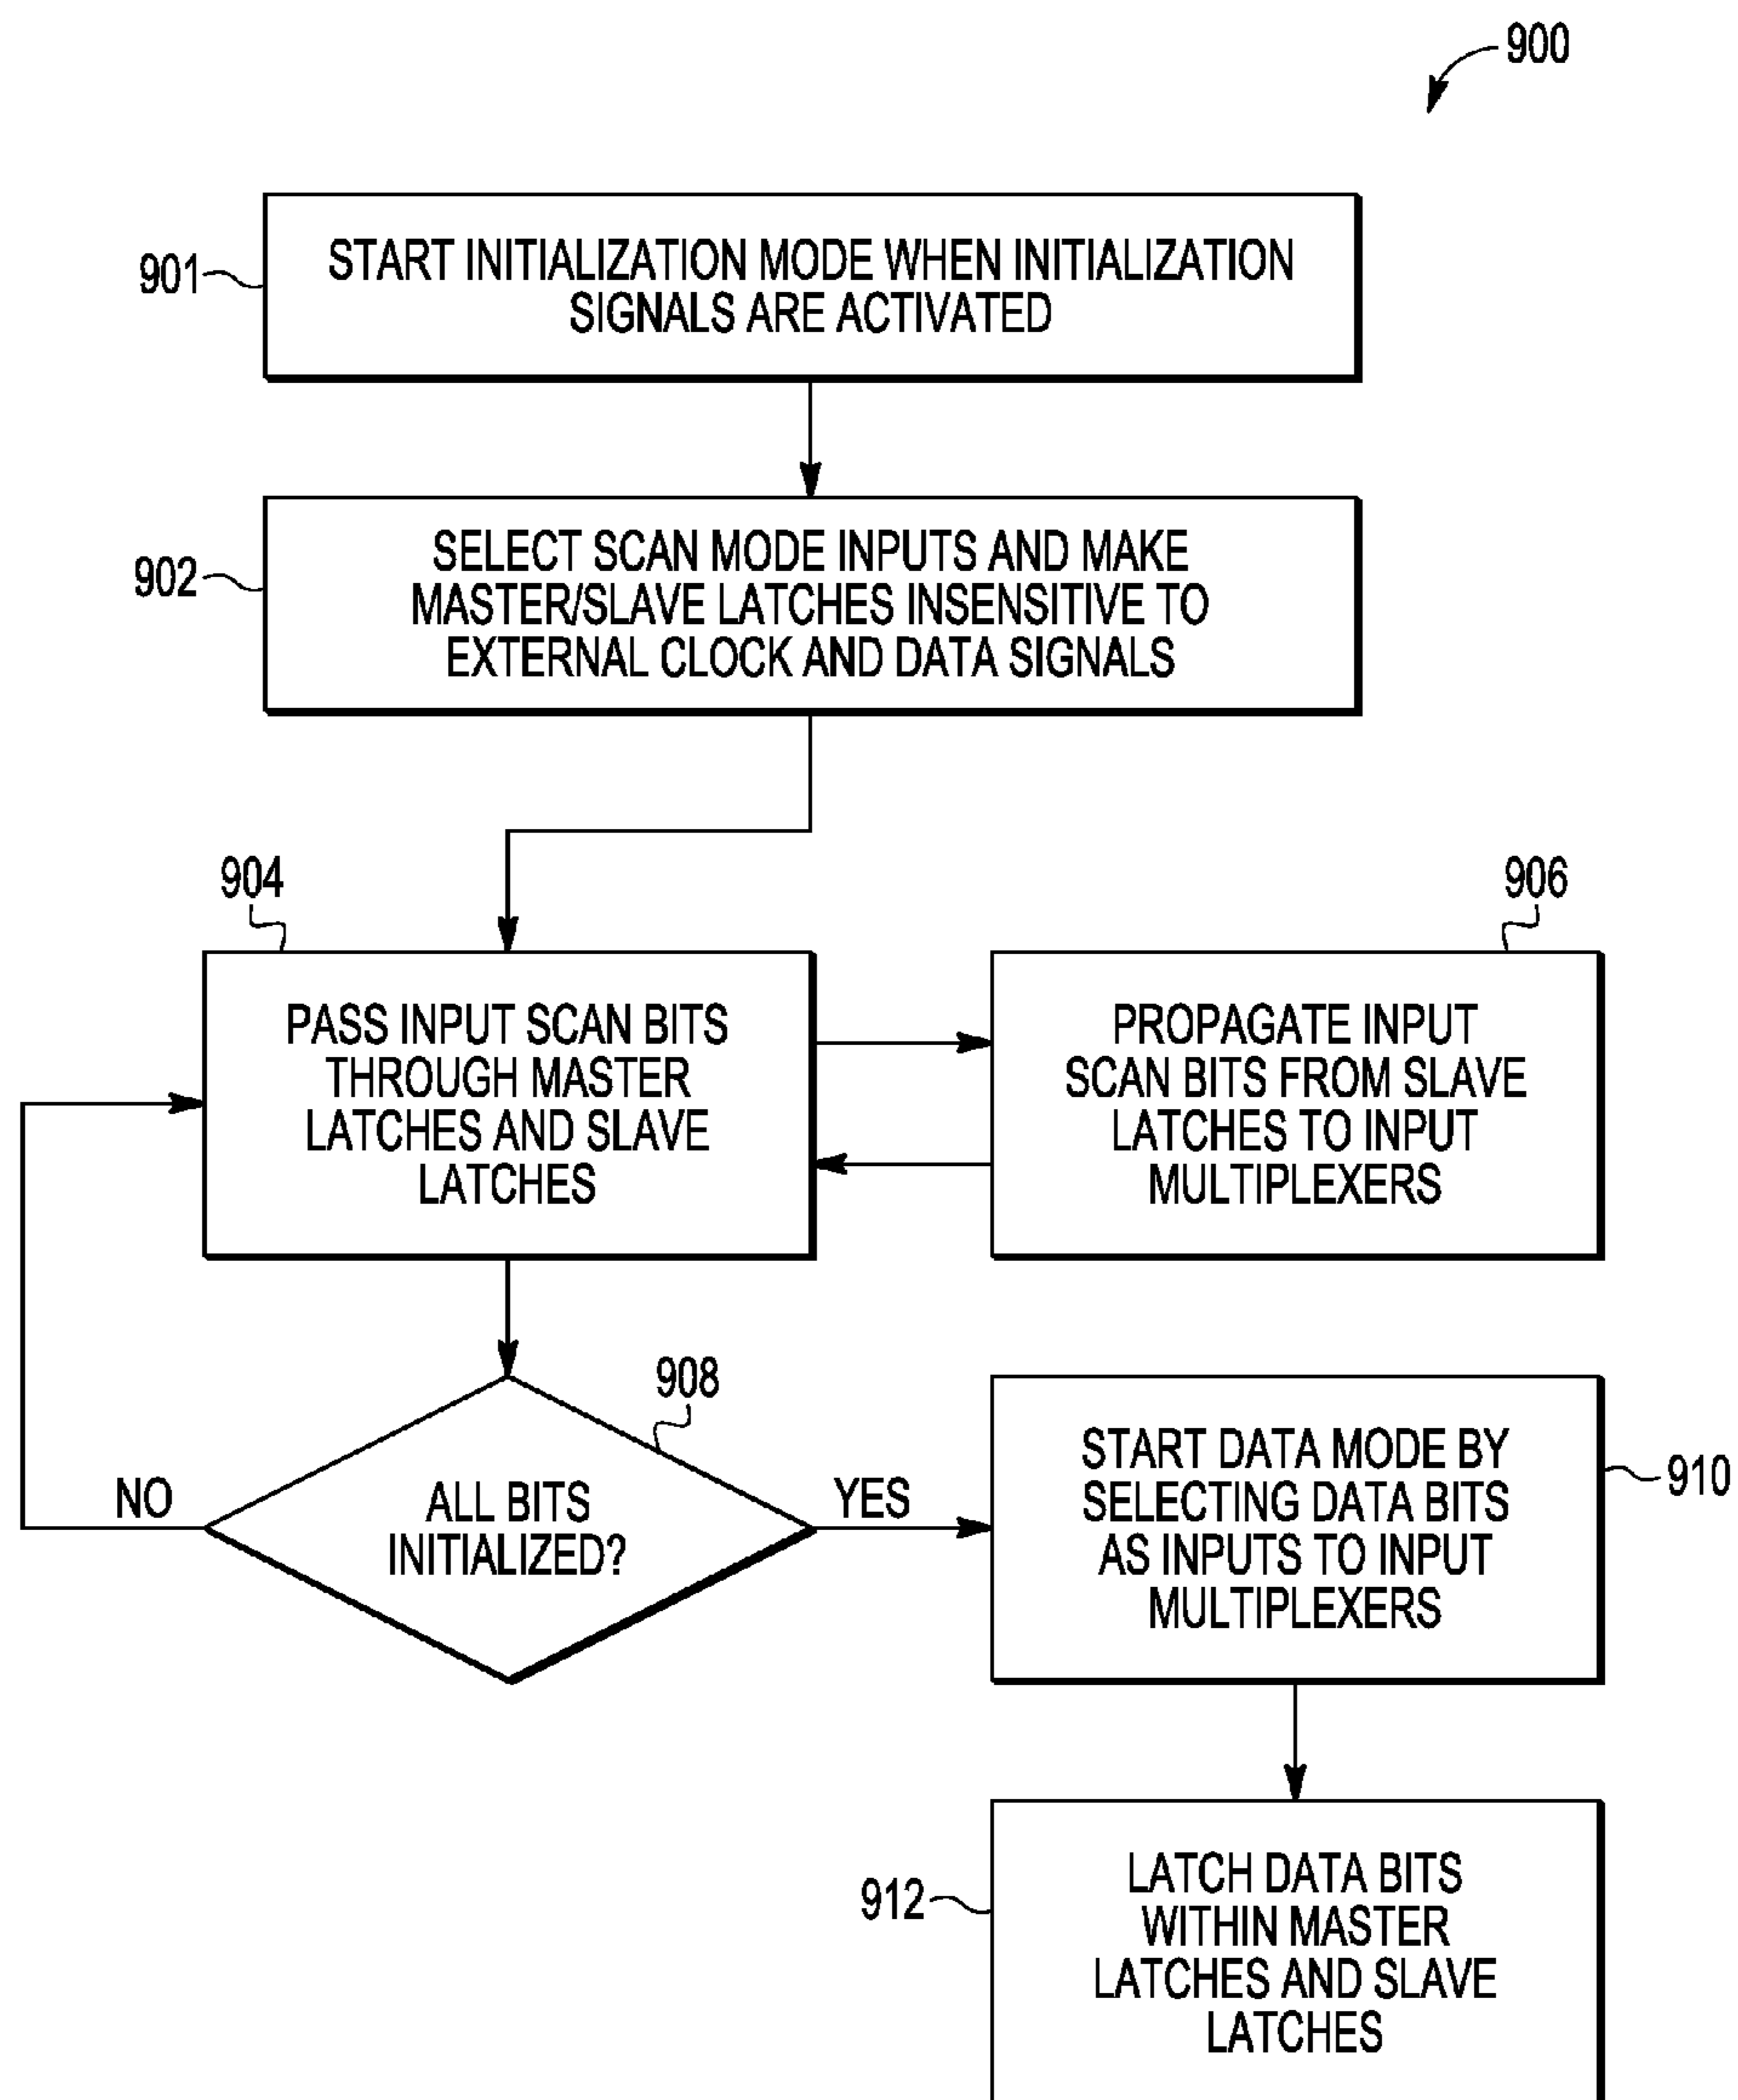 900
901
START INITIALIZATION MODE WHEN INITIALIZATION
SIGNALS ARE ACTIVATED
902
SELECT SCAN MODE INPUTS AND MAKE
MASTER/SLAVE LATCHES INSENSITIVE TO
EXTERNAL CLOCK AND DATA SIGNALS
904
PASS INPUT SCAN BITS
THROUGH MASTER
LATCHES AND SLAVE
LATCHES
906
PROPAGATE INPUT
SCAN BITS FROM SLAVE
LATCHES TO INPUT
MULTIPLEXERS
908
ALL BITS
INITIALIZED?
NO
YES
910
START DATA MODE BY
SELECTING DATA BITS
AS INPUTS TO INPUT
MULTIPLEXERS
912
LATCH DATA BITS
WITHIN MASTER
LATCHES AND SLAVE
LATCHES